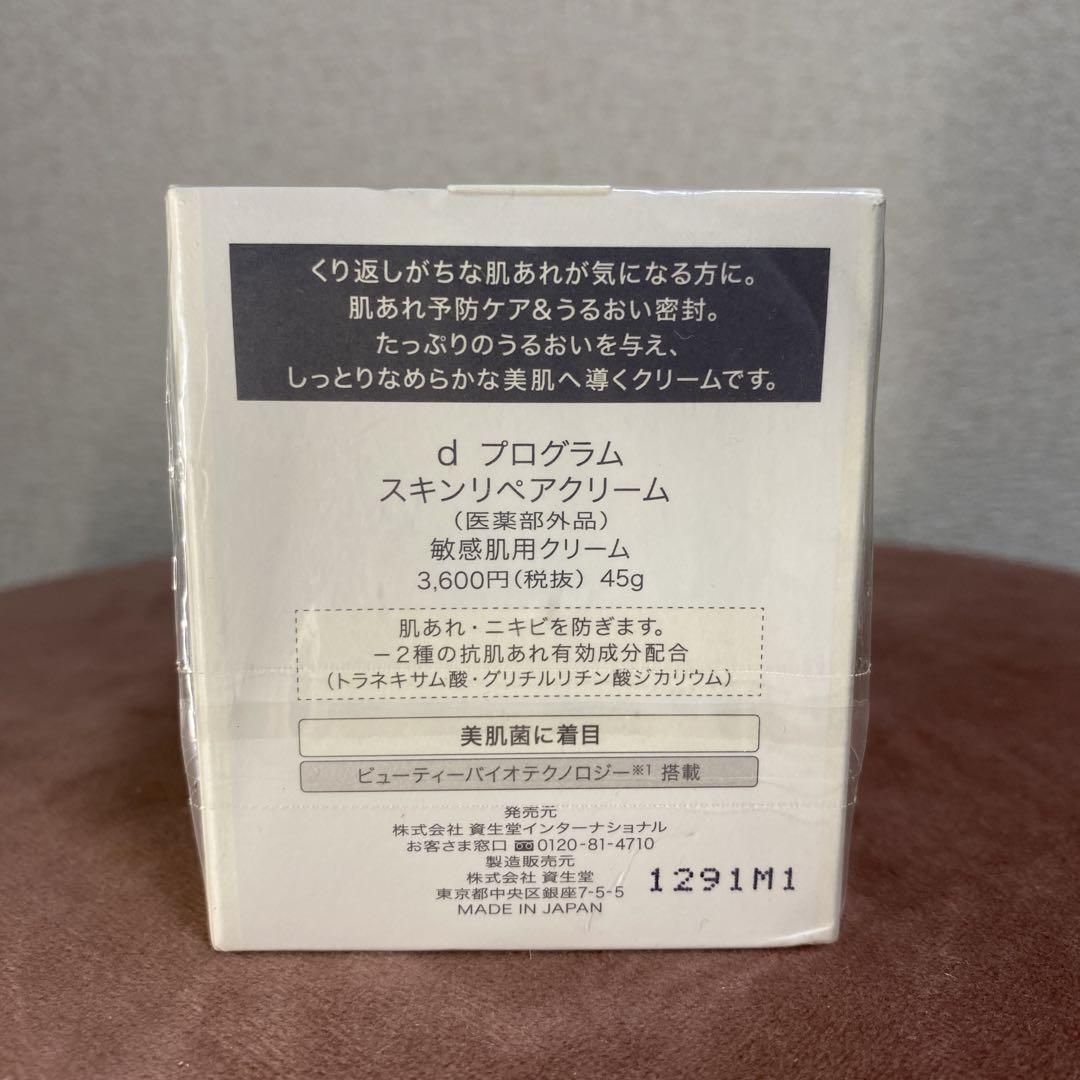 くり返しがちな肌あれが気になる方に。
肌あれ予防ケア&うるおい密封。
たっぷりのうるおいを与え、
しっとりなめらかな美肌へ導くクリームです。
d プログラム
スキンリペアクリーム
（医薬部外品）
敏感肌用クリーム
3,600円（税抜） 45g
肌あれ・ニキビを防ぎます。
－2種の抗肌あれ有効成分配合
（トラネキサム酸・グリチルリチン酸ジカリウム）
美肌菌に着目
ビューティーバイオテクノロジー※1 搭載
発売元
株式会社 資生堂インターナショナル
お客さま窓口 0120-81-4710
製造販売元
株式会社 資生堂
東京都中央区銀座7-5-5
MADE IN JAPAN
1291M1